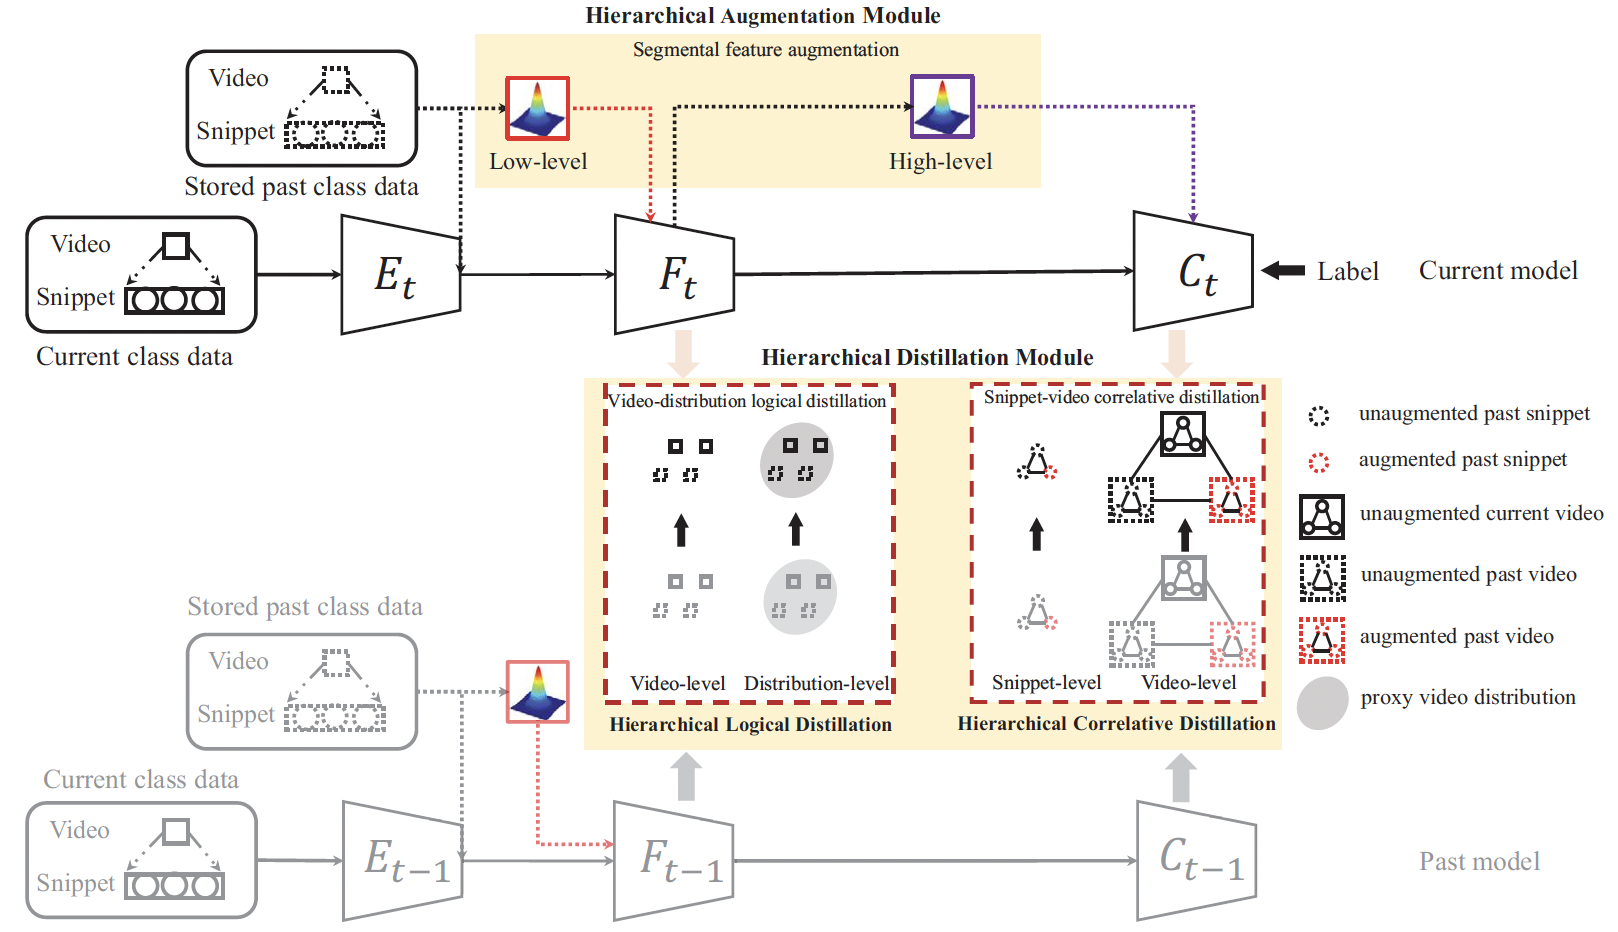 Hierarchical Augmentation Module
Segmental feature augmentation
Video
Snippet
Low-level
High-level
Stored past class data
Video
Snippet
Current class data
E_t
F_t
C_t
Label
Current model
Hierarchical Distillation Module
Video-distribution logical distillation
Snippet-video correlative distillation
Video-level
Distribution-level
Snippet-level
Video-level
Hierarchical Logical Distillation
Hierarchical Correlative Distillation
unaugmented past snippet
augmented past snippet
unaugmented current video
unaugmented past video
augmented past video
proxy video distribution
Stored past class data
Video
Snippet
Current class data
Video
Snippet
E_{t-1}
F_{t-1}
C_{t-1}
Past model